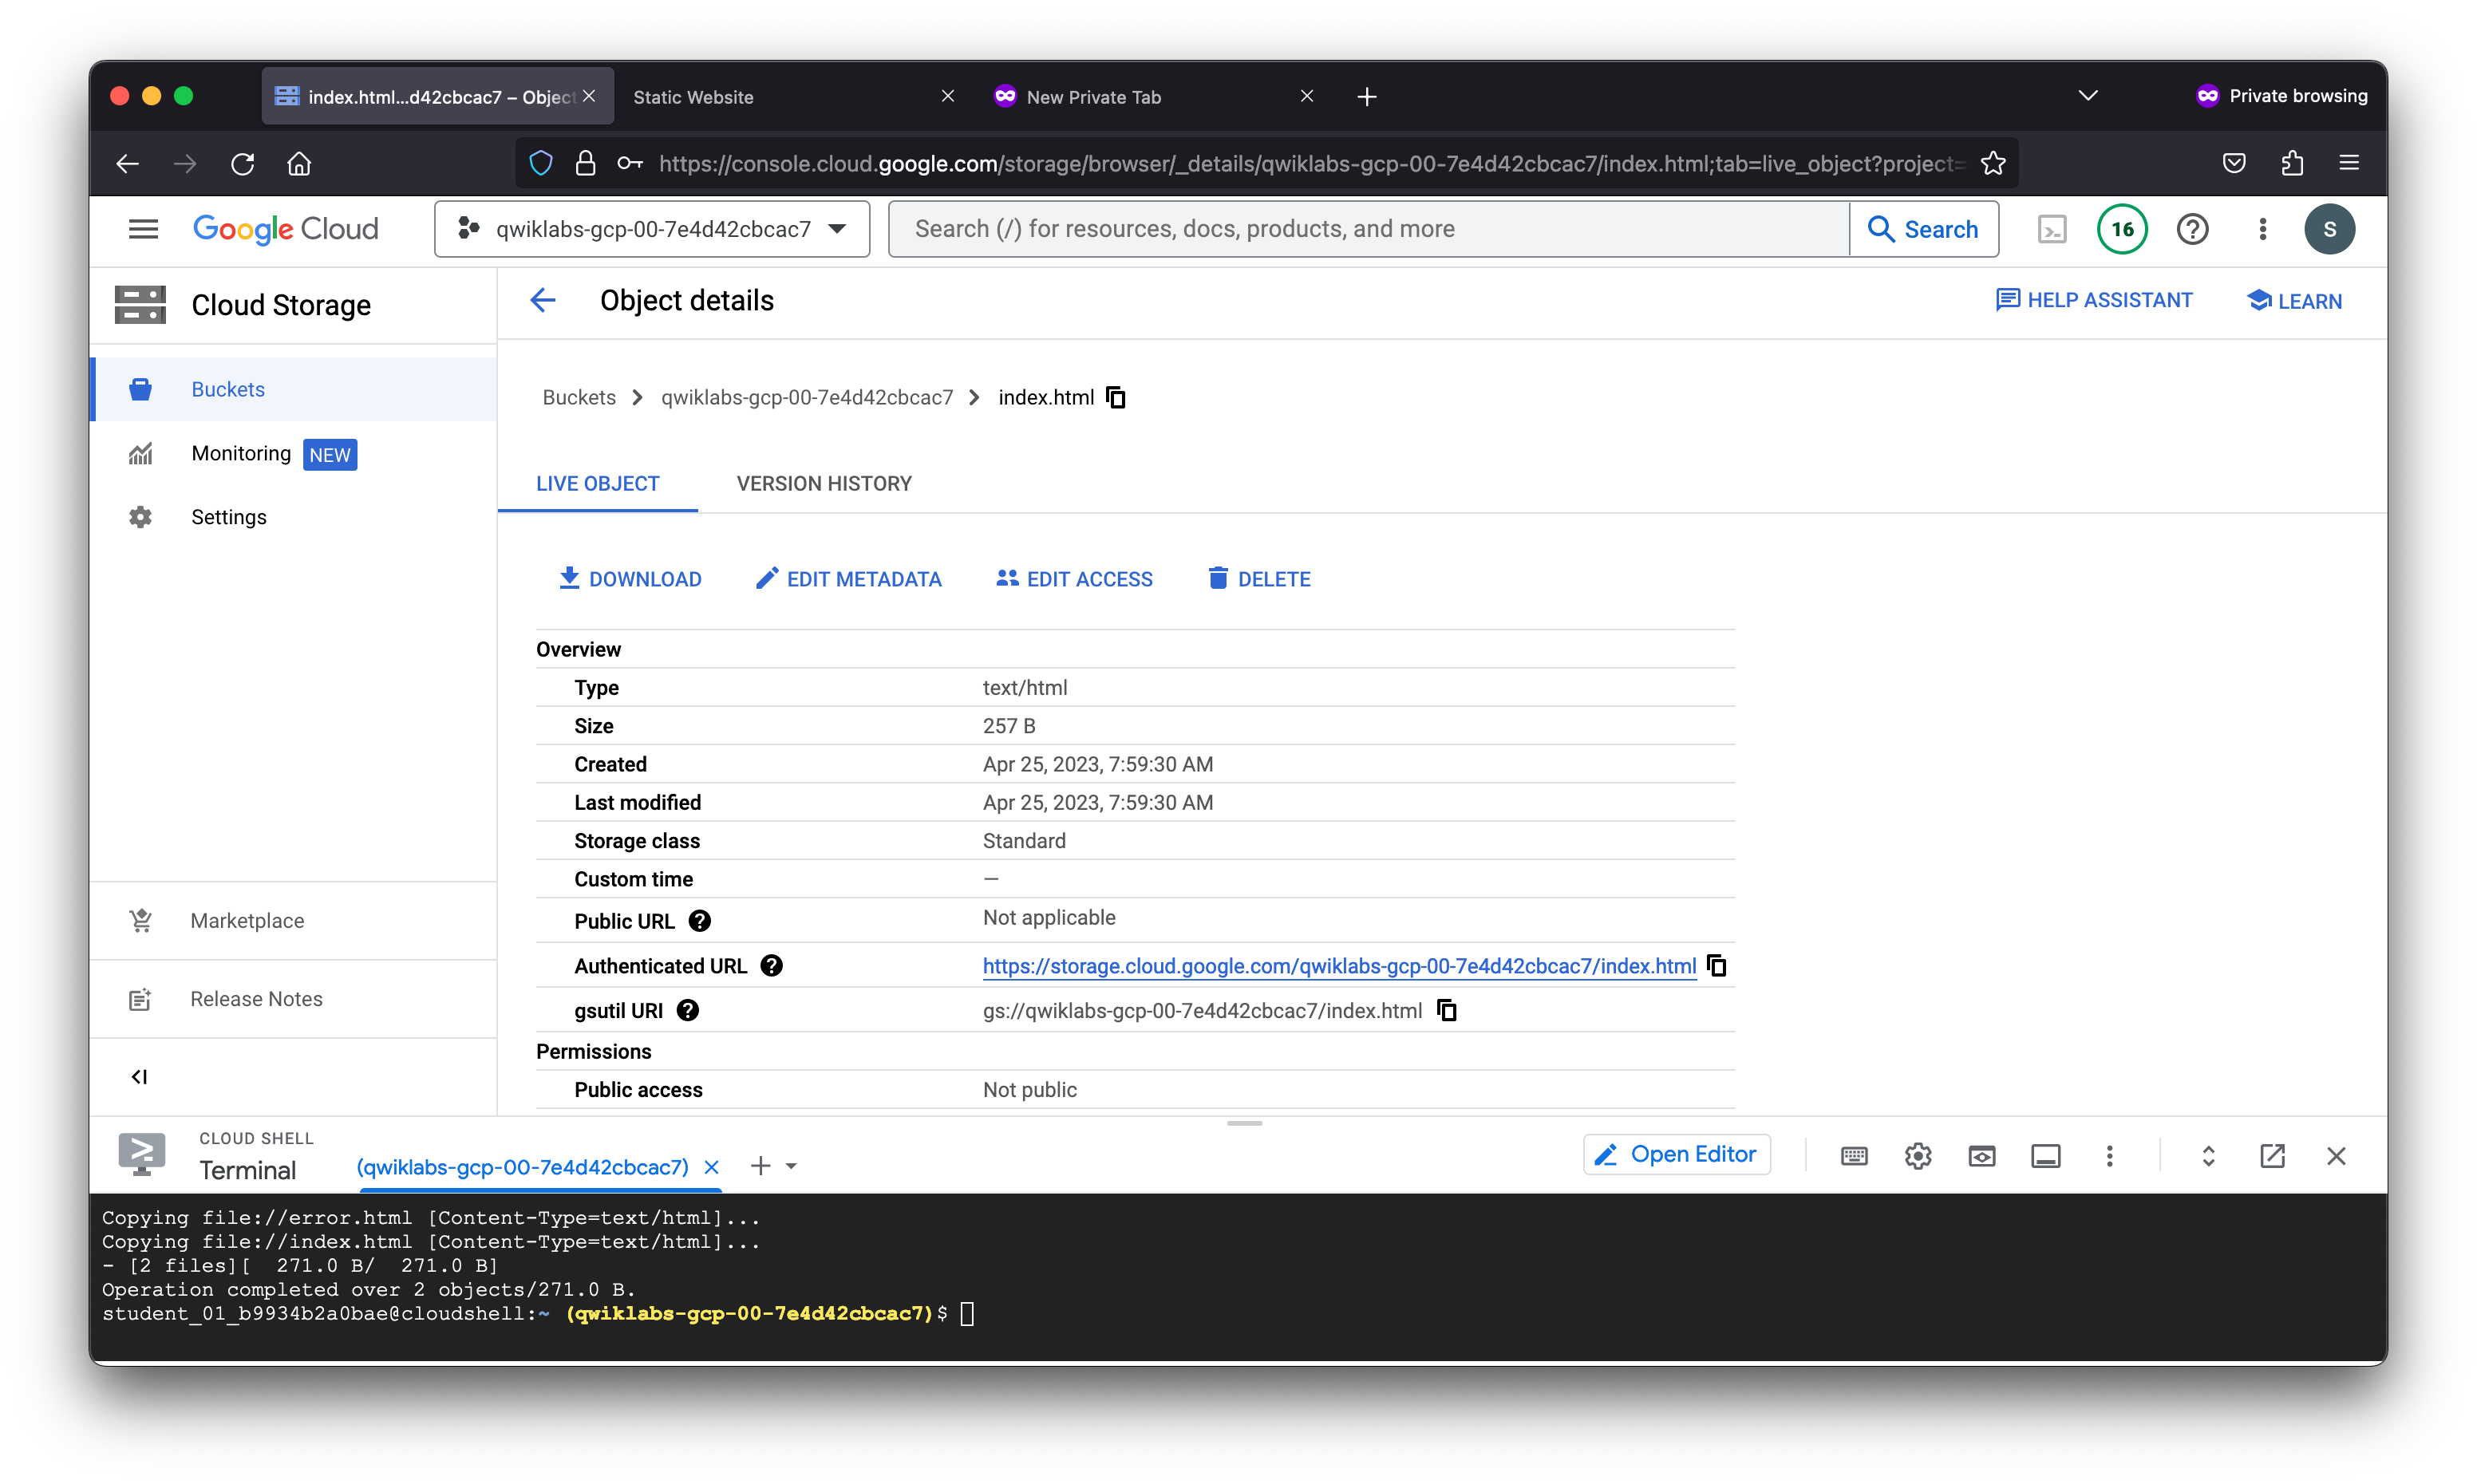 index.html...d42cbcac7 – Object
Static Website
New Private Tab
Private browsing
https://console.cloud.google.com/storage/browser/_details/qwiklabs-gcp-00-7e4d42cbcac7/index.html;tab=live_object?project=
Google Cloud
qwiklabs-gcp-00-7e4d42cbcac7
Search (/) for resources, docs, products, and more
Search
16
S
Cloud Storage
Object details
HELP ASSISTANT
LEARN
Buckets
Monitoring NEW
Settings
Marketplace
Release Notes
Buckets > qwiklabs-gcp-00-7e4d42cbcac7 > index.html
LIVE OBJECT
VERSION HISTORY
DOWNLOAD
EDIT METADATA
EDIT ACCESS
DELETE
Overview
Type text/html
Size 257 B
Created Apr 25, 2023, 7:59:30 AM
Last modified Apr 25, 2023, 7:59:30 AM
Storage class Standard
Custom time —
Public URL Not applicable
Authenticated URL https://storage.cloud.google.com/qwiklabs-gcp-00-7e4d42cbcac7/index.html
gsutil URI gs://qwiklabs-gcp-00-7e4d42cbcac7/index.html
Permissions
Public access Not public
CLOUD SHELL
Terminal
(qwiklabs-gcp-00-7e4d42cbcac7)
Open Editor
Copying file://error.html [Content-Type=text/html]...
Copying file://index.html [Content-Type=text/html]...
- [2 files][  271.0 B/  271.0 B]
Operation completed over 2 objects/271.0 B.
student_01_b9934b2a0bae@cloudshell:~ (qwiklabs-gcp-00-7e4d42cbcac7)$